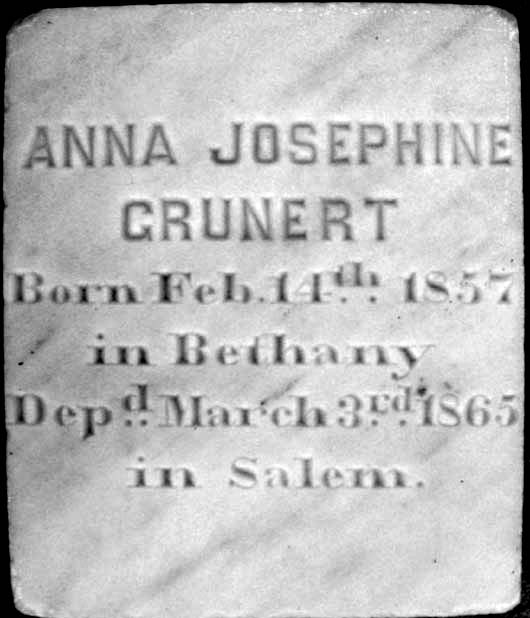 ANNA JOSEPHINE
GRUNERT
Born Feb. 14th. 1857
in Bethany
Depd. March 3rd. 1865
in Salem.